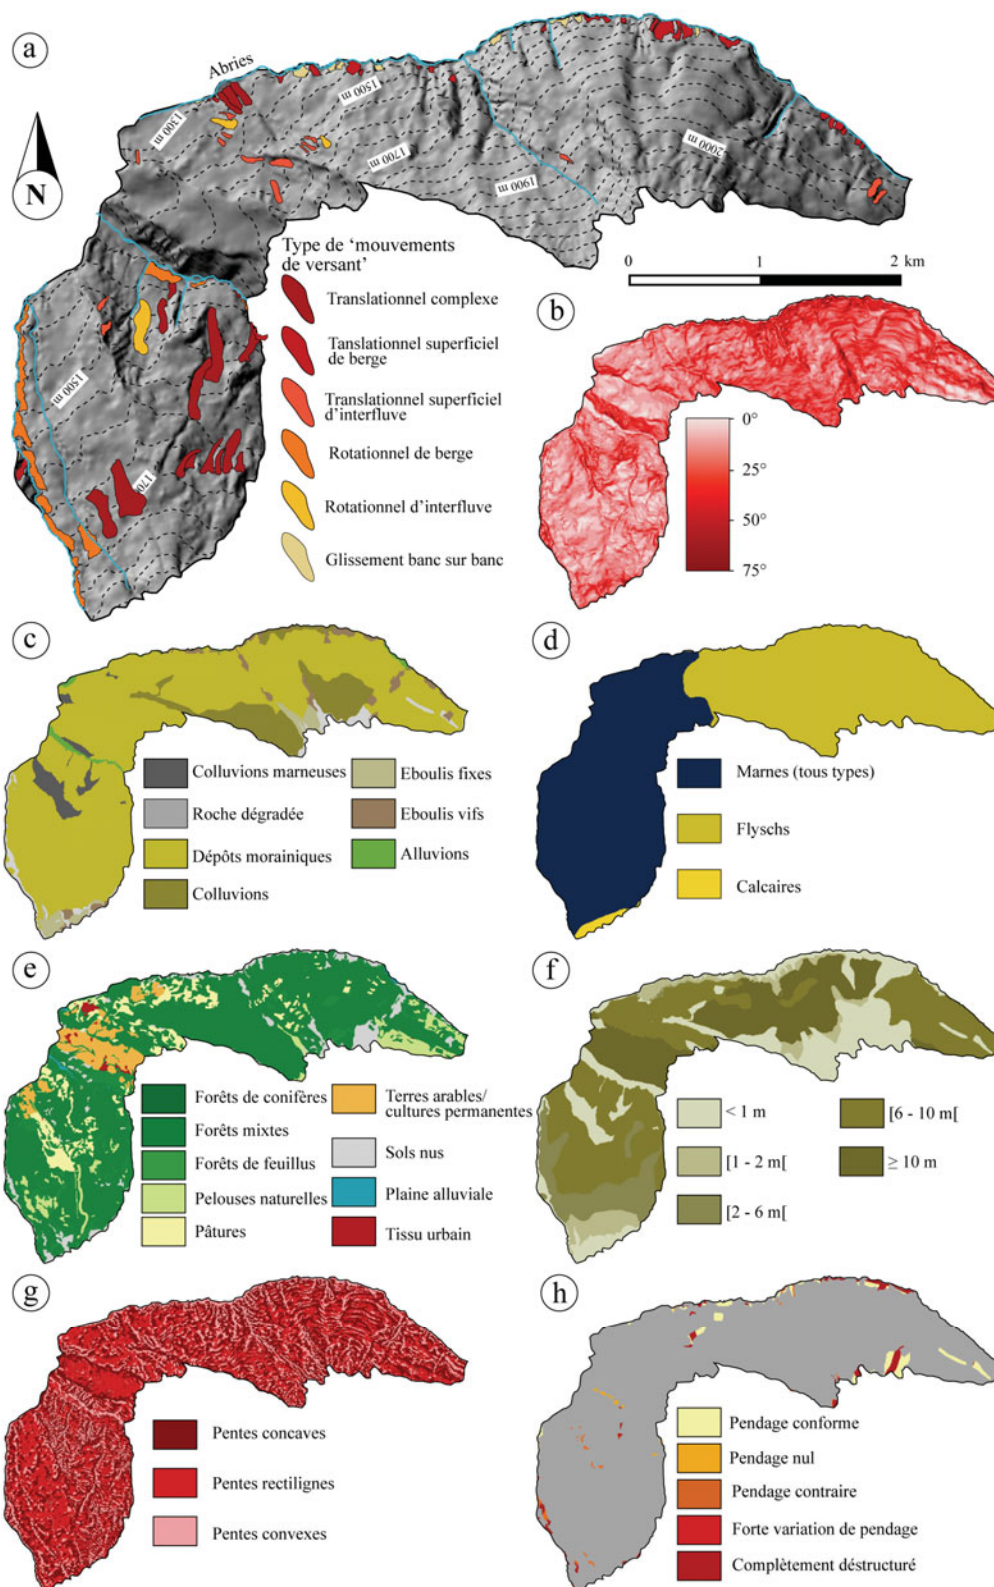 a
Abries
1300 m
1500 m
1700 m
1900 m
2000 m
N
Type de ‘mouvements
de versant’
Translationnel complexe
Tanslationnel superficiel
de berge
Translationnel superficiel
d’interfluve
Rotationnel de berge
Rotationnel d’interfluve
Glissement banc sur banc
1500 m
170
0 1 2 km
b
0°
25°
50°
75°
c
Colluvions marneuses
Roche dégradée
Dépôts morainiques
Colluvions
Eboulis fixes
Eboulis vifs
Alluvions
d
Marnes (tous types)
Flyschs
Calcaires
e
Forêts de conifères
Forêts mixtes
Forêts de feuillus
Pelouses naturelles
Pâtures
Terres arables/
cultures permanentes
Sols nus
Plaine alluviale
Tissu urbain
f
< 1 m
[1 - 2 m[
[2 - 6 m[
[6 - 10 m[
≥ 10 m
g
Pentes concaves
Pentes rectilignes
Pentes convexes
h
Pendage conforme
Pendage nul
Pendage contraire
Forte variation de pendage
Complètement déstructuré